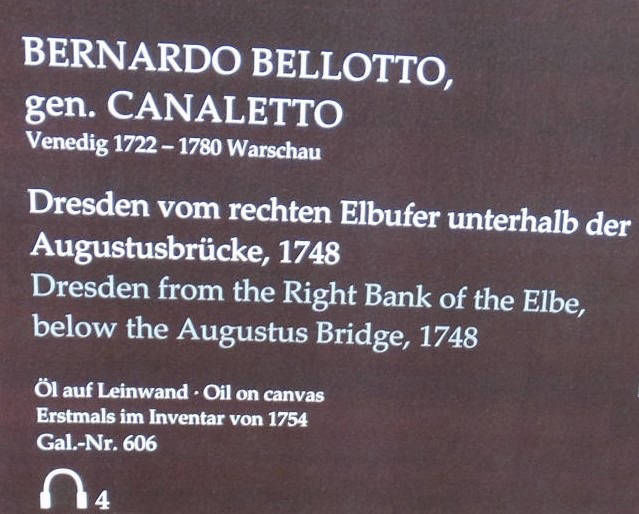 BERNARDO BELLOTTO,
gen. CANALETTO
Venedig 1722 – 1780 Warschau
Dresden vom rechten Elbufer unterhalb der
Augustusbrücke, 1748
Dresden from the Right Bank of the Elbe,
below the Augustus Bridge, 1748
Öl auf Leinwand · Oil on canvas
Erstmals im Inventar von 1754
Gal.-Nr. 606
4